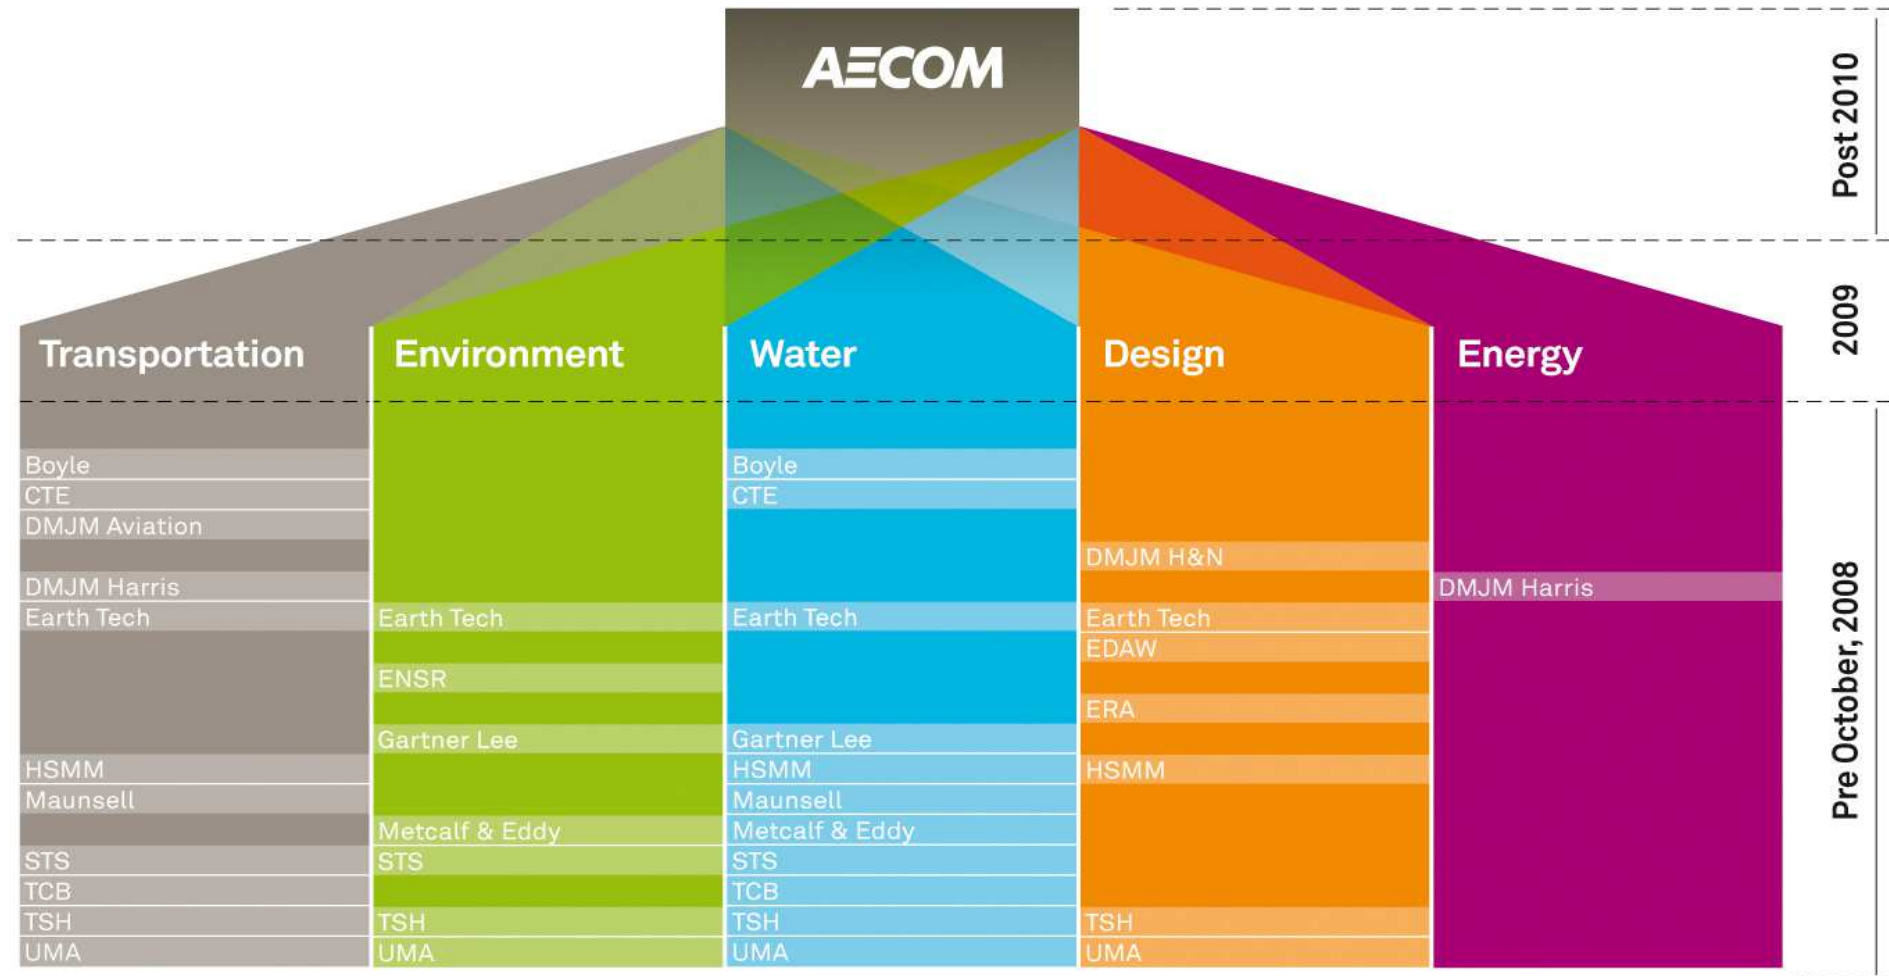 AECOM
Post 2010
2009
Transportation
Environment
Water
Design
Energy
Pre October, 2008
Boyle
CTE
DMJM Aviation
DMJM Harris
Earth Tech
HSMM
Maunsell
STS
TCB
TSH
UMA
Earth Tech
ENSR
Gartner Lee
Metcalf & Eddy
STS
TSH
UMA
Boyle
CTE
Earth Tech
Gartner Lee
HSMM
Maunsell
Metcalf & Eddy
STS
TCB
TSH
UMA
DMJM H&N
Earth Tech
EDAW
ERA
HSMM
TSH
UMA
DMJM Harris